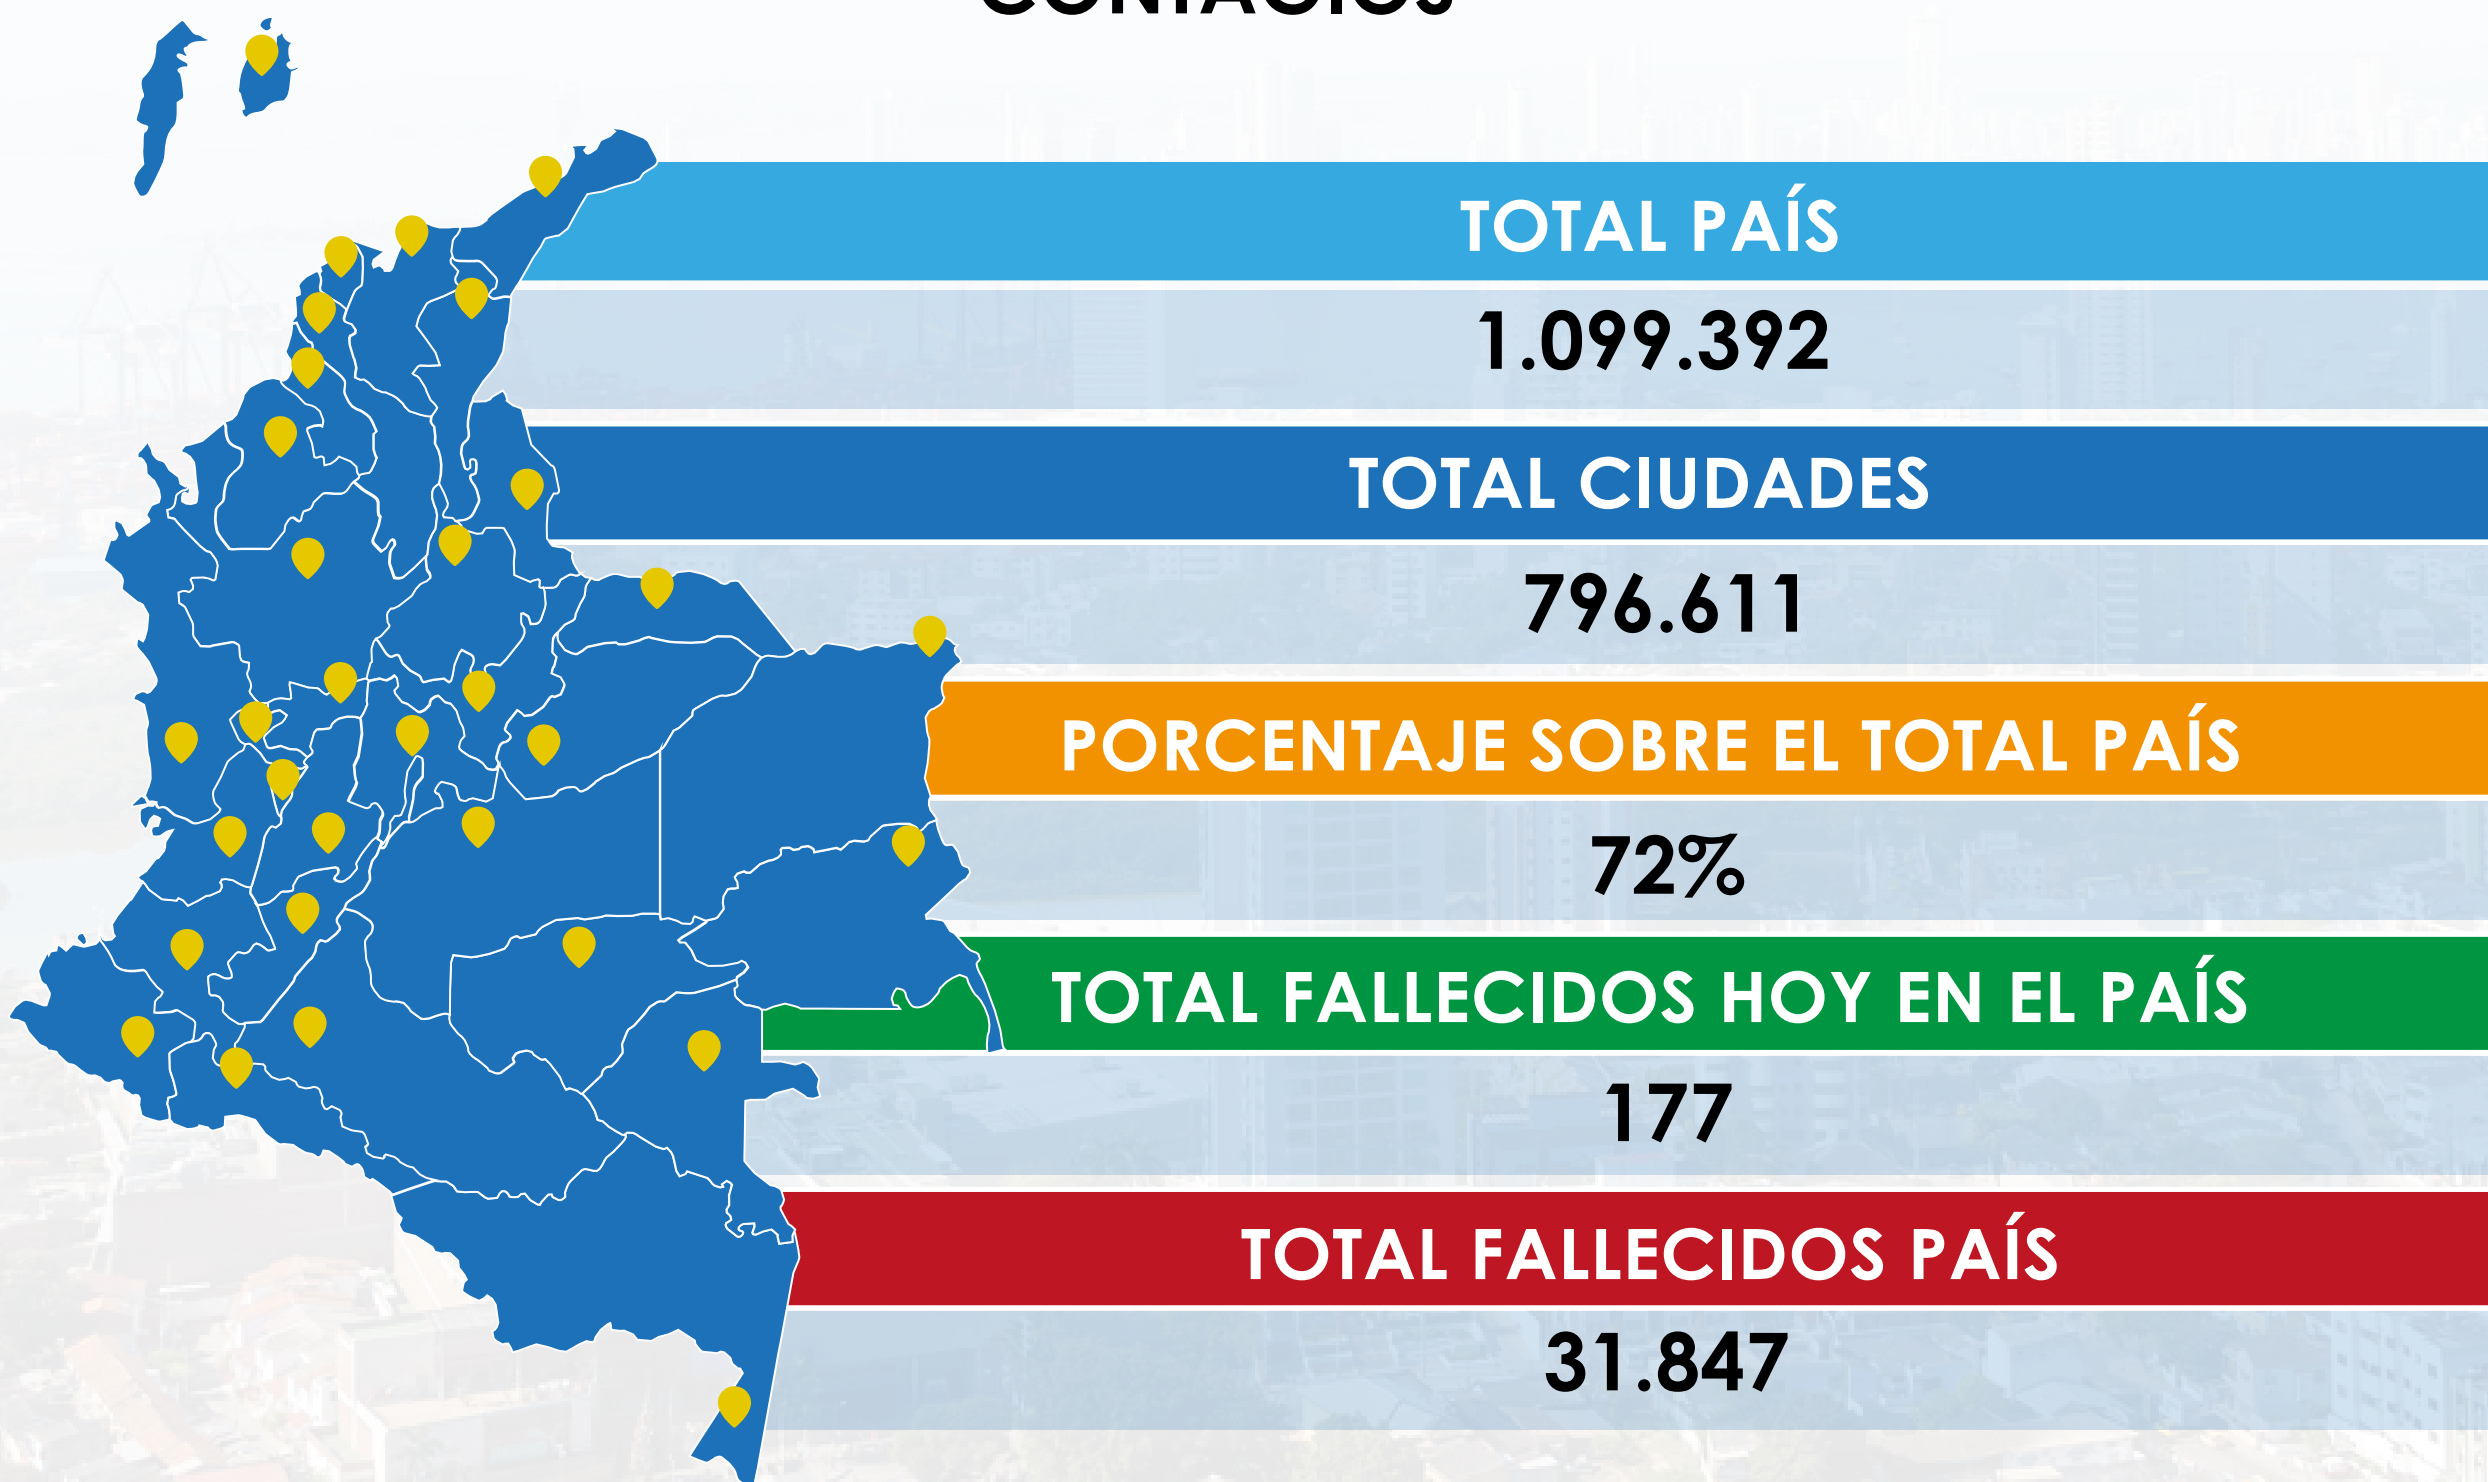 CONTAGIOS
TOTAL PAÍS
1.099.392
TOTAL CIUDADES
796.611
PORCENTAJE SOBRE EL TOTAL PAÍS
72%
TOTAL FALLECIDOS HOY EN EL PAÍS
177
TOTAL FALLECIDOS PAÍS
31.847